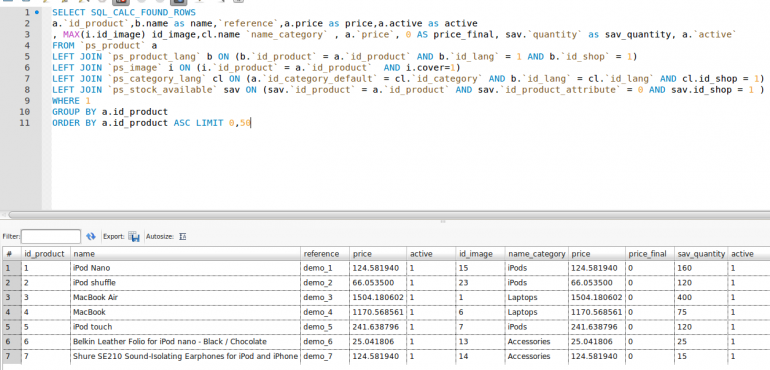 1 SELECT SQL_CALC_FOUND_ROWS
2 a.`id_product`,b.name as name,`reference`,a.price as price,a.active as active
3 , MAX(i.id_image) id_image,cl.name `name_category` , a.`price`, 0 AS price_final, sav.`quantity` as sav_quantity, a.`active`
4 FROM `ps_product` a
5 LEFT JOIN `ps_product_lang` b ON (b.`id_product` = a.`id_product` AND b.`id_lang` = 1 AND b.`id_shop` = 1)
6 LEFT JOIN `ps_image` i ON (i.`id_product` = a.`id_product` AND i.cover=1)
7 LEFT JOIN `ps_category_lang` cl ON (a.`id_category_default` = cl.`id_category` AND b.`id_lang` = cl.`id_lang` AND cl.id_shop = 1)
8 LEFT JOIN `ps_stock_available` sav ON (sav.`id_product` = a.`id_product` AND sav.`id_product_attribute` = 0 AND sav.id_shop = 1 )
9 WHERE 1
10 GROUP BY a.id_product
11 ORDER BY a.id_product ASC LIMIT 0,50
Filter: Export: Autosize:
# id_product name reference price active id_image name_category price price_final sav_quantity active
1 1 iPod Nano demo_1 124.581940 1 15 iPods 124.581940 0 160 1
2 2 iPod shuffle demo_2 66.053500 1 23 iPods 66.053500 0 120 1
3 3 MacBook Air demo_3 1504.180602 1 1 Laptops 1504.180602 0 400 1
4 4 MacBook demo_4 1170.568561 1 6 Laptops 1170.568561 0 75 1
5 5 iPod touch demo_5 241.638796 1 7 iPods 241.638796 0 120 1
6 6 Belkin Leather Folio for iPod nano - Black / Chocolate demo_6 25.041806 1 13 Accessories 25.041806 0 25 1
7 7 Shure SE210 Sound-Isolating Earphones for iPod and iPhone demo_7 124.581940 1 14 Accessories 124.581940 0 15 1